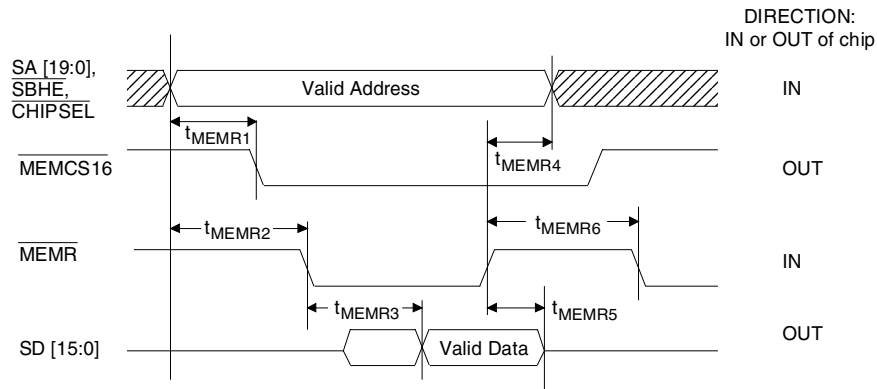 DIRECTION:
IN or OUT of chip
SA [19:0],
SBHE,
CHIPSEL
Valid Address
IN
tMEMR1
tMEMR4
MEMCS16
OUT
tMEMR2
tMEMR6
MEMR
IN
tMEMR3
tMEMR5
OUT
SD [15:0]
Valid Data